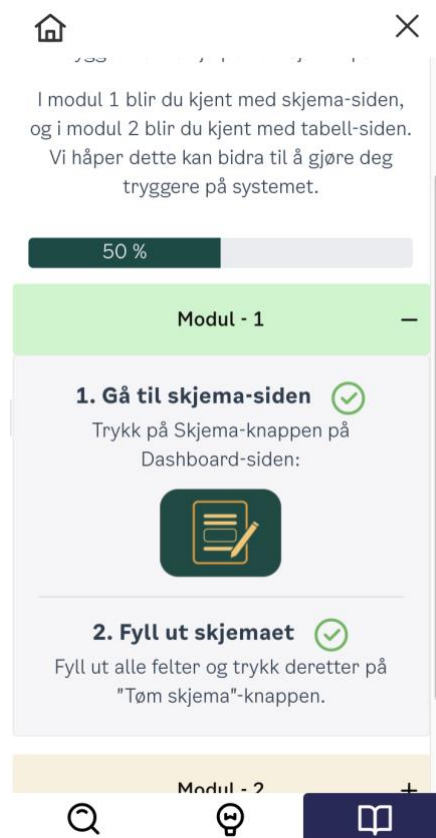 I modul 1 blir du kjent med skjema-siden,
og i modul 2 blir du kjent med tabell-siden.
Vi håper dette kan bidra til å gjøre deg
tryggere på systemet.
50 %
Modul - 1
1. Gå til skjema-siden
Trykk på Skjema-knappen på
Dashboard-siden:
2. Fyll ut skjemaet
Fyll ut alle felter og trykk deretter på
"Tøm skjema"-knappen.
Modul - 2